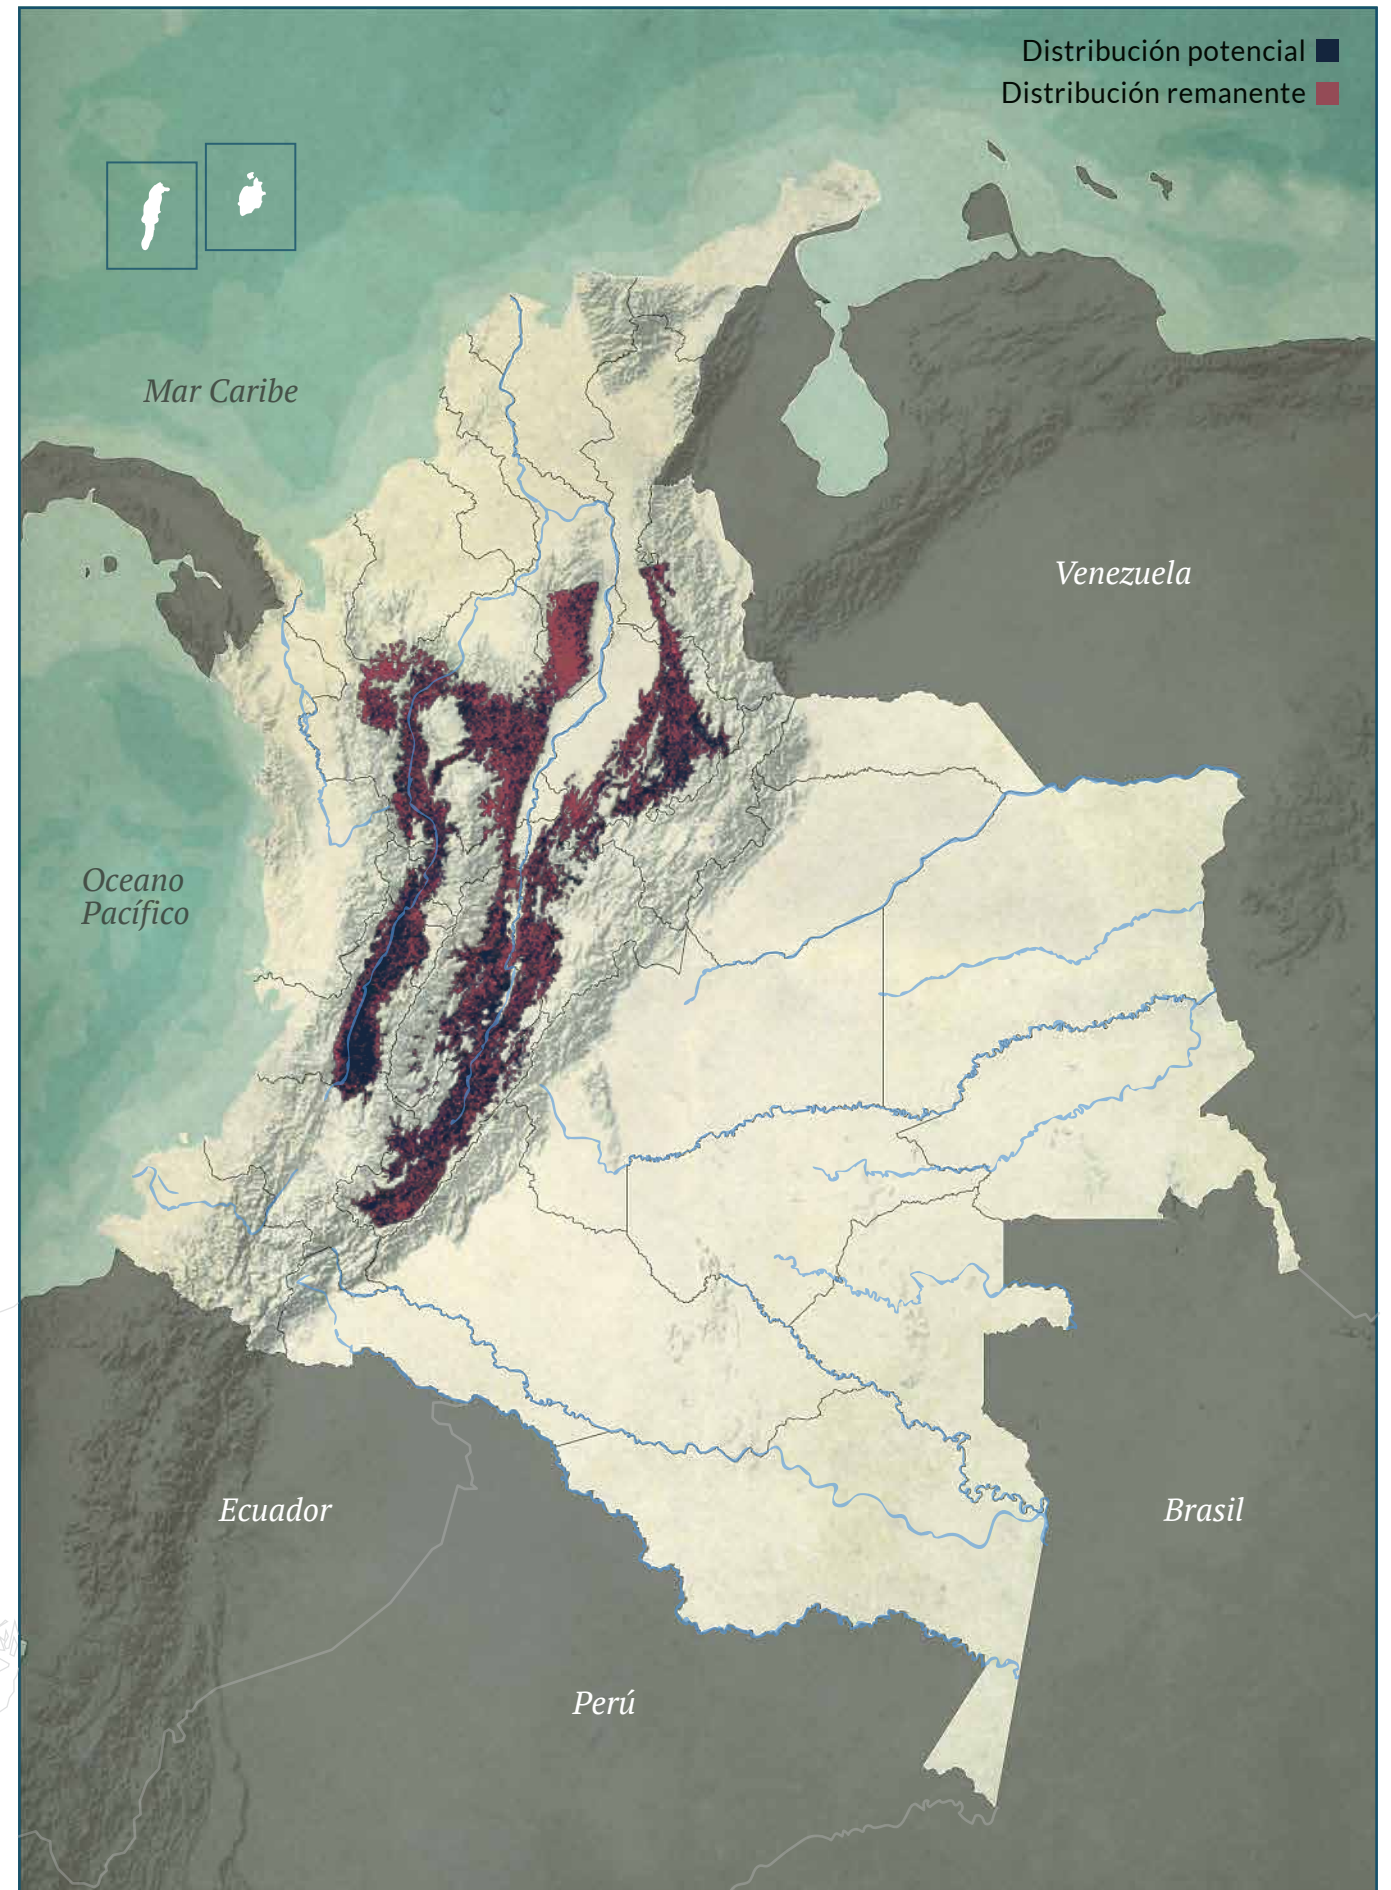 Distribución potencial
Distribución remanente
Mar Caribe
Venezuela
Oceano
Pacífico
Ecuador
Brasil
Perú